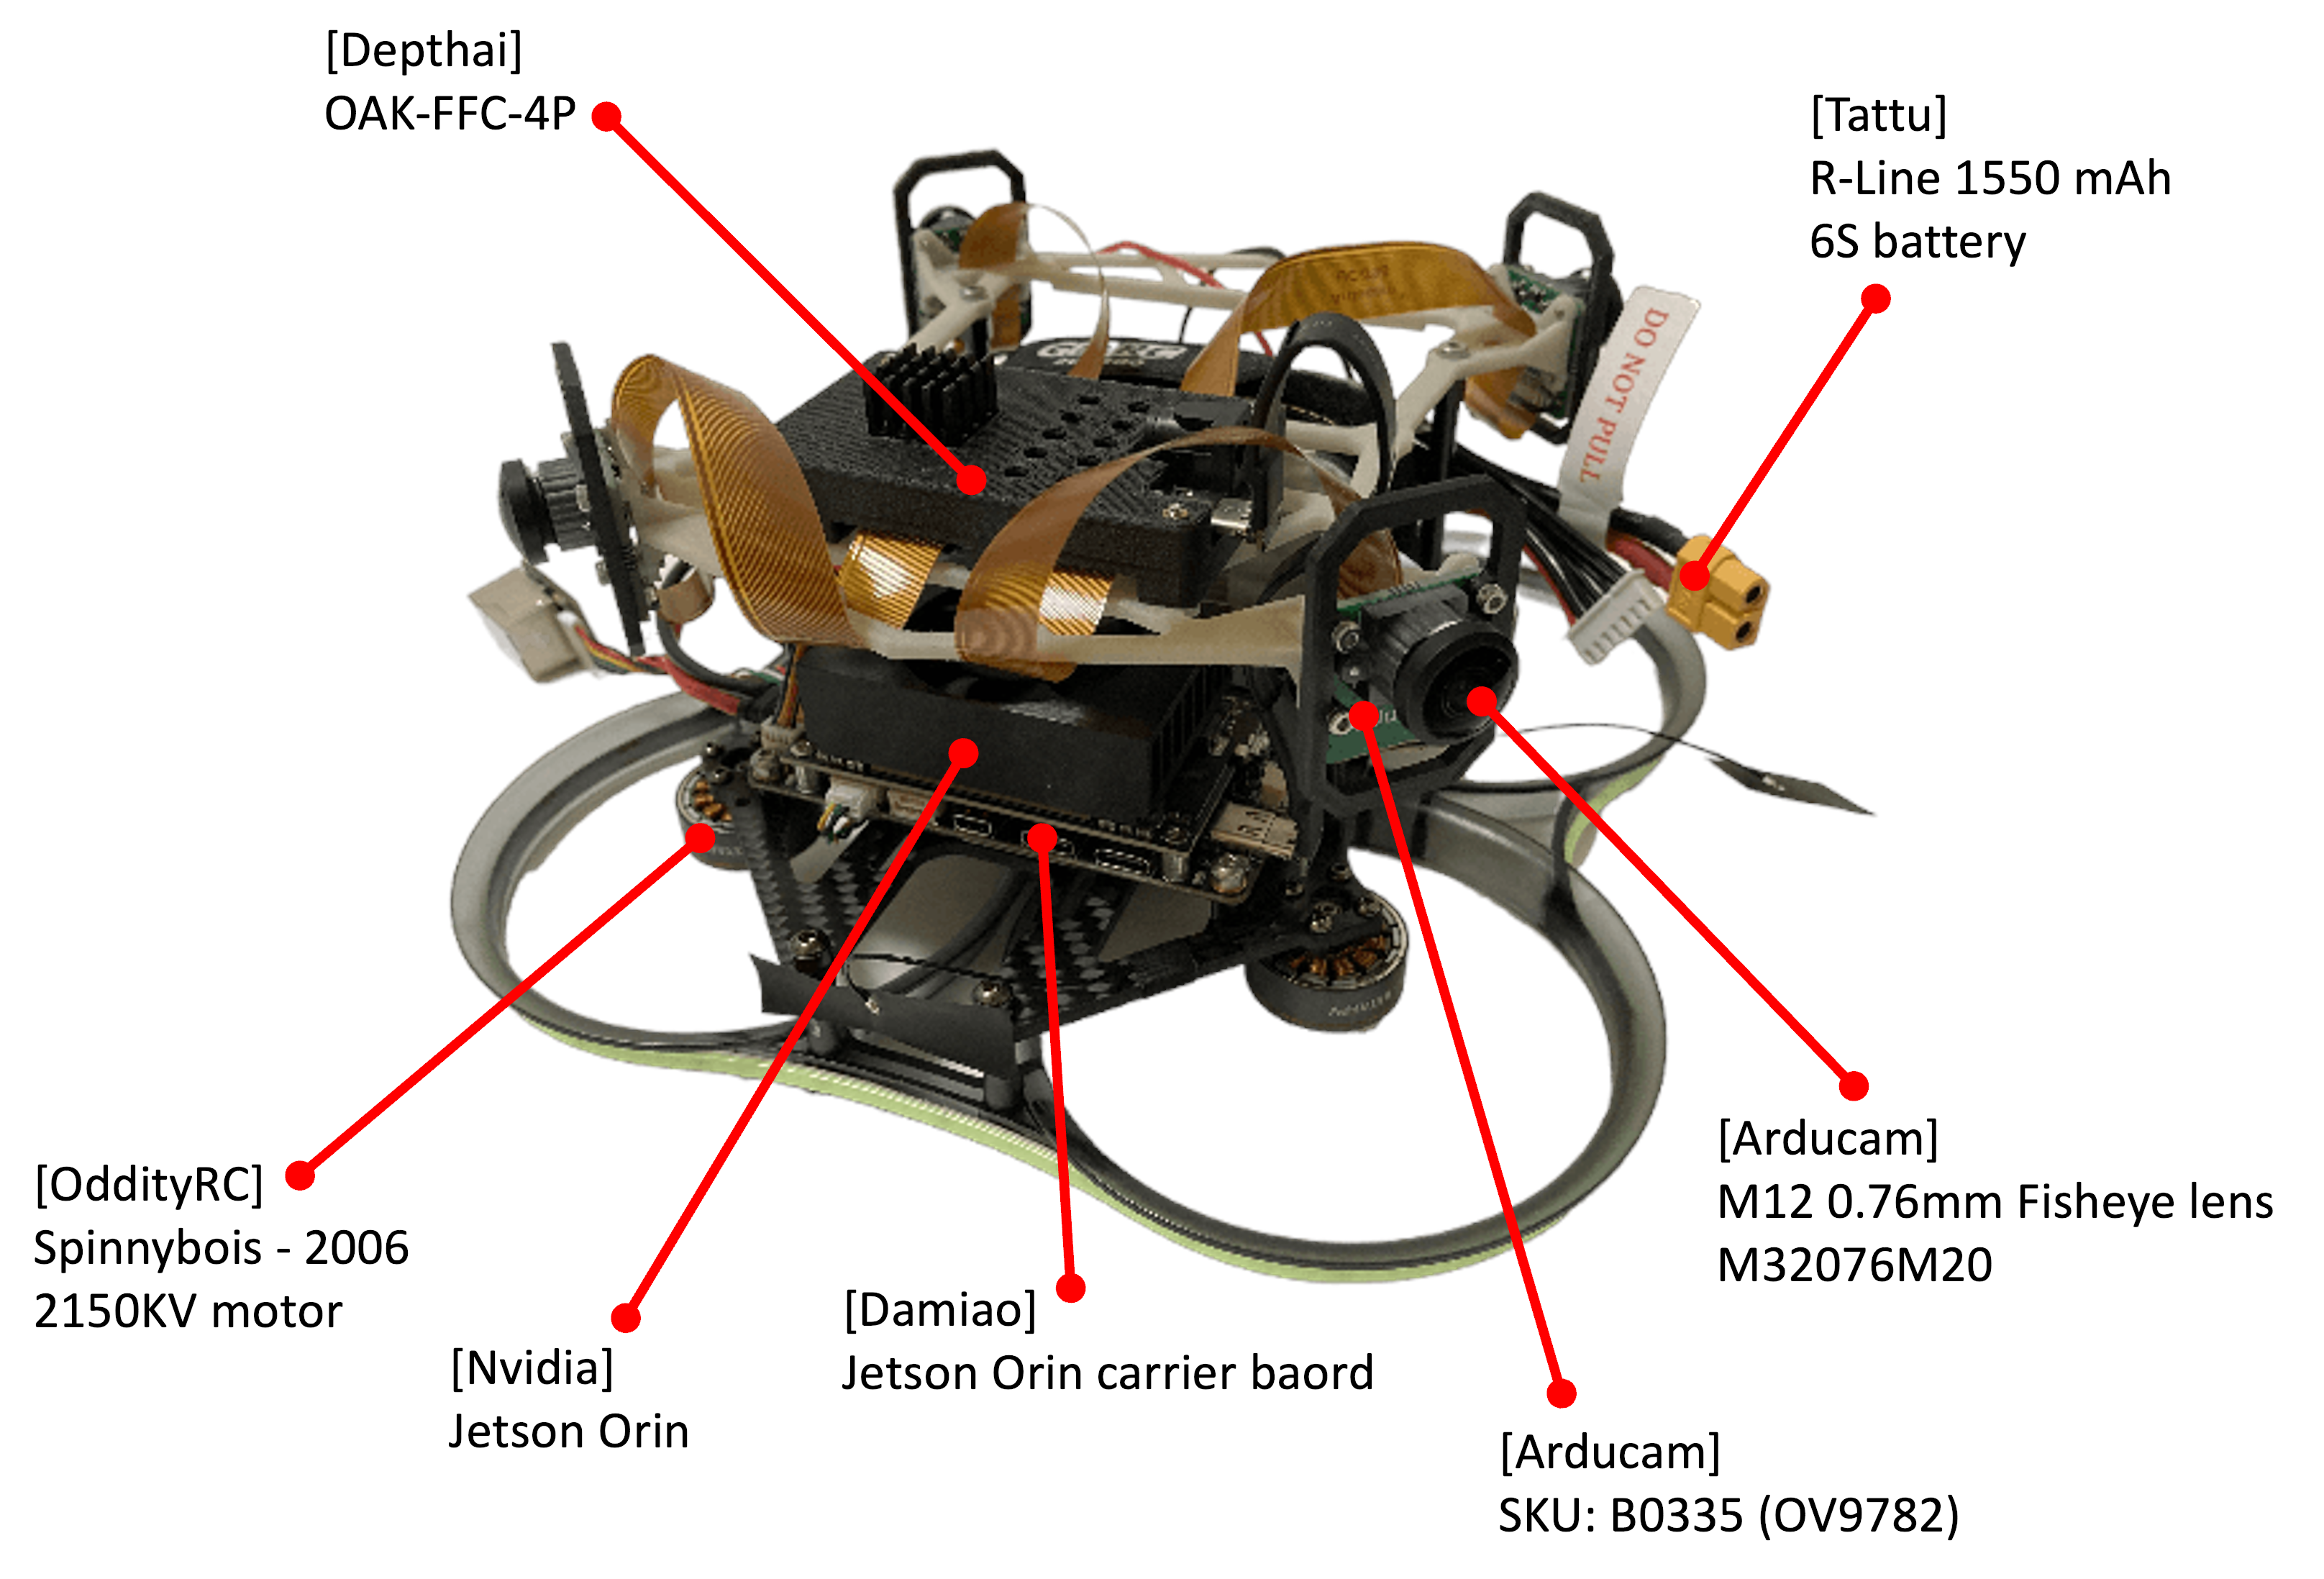 [Depthai]
OAK-FFC-4P
[Tattu]
R-Line 1550 mAh
6S battery
DO NOT PULL
[OddityRC]
Spinnybois - 2006
2150KV motor
[Nvidia]
Jetson Orin
[Damiao]
Jetson Orin carrier baord
[Arducam]
M12 0.76mm Fisheye lens
M32076M20
[Arducam]
SKU: B0335 (OV9782)